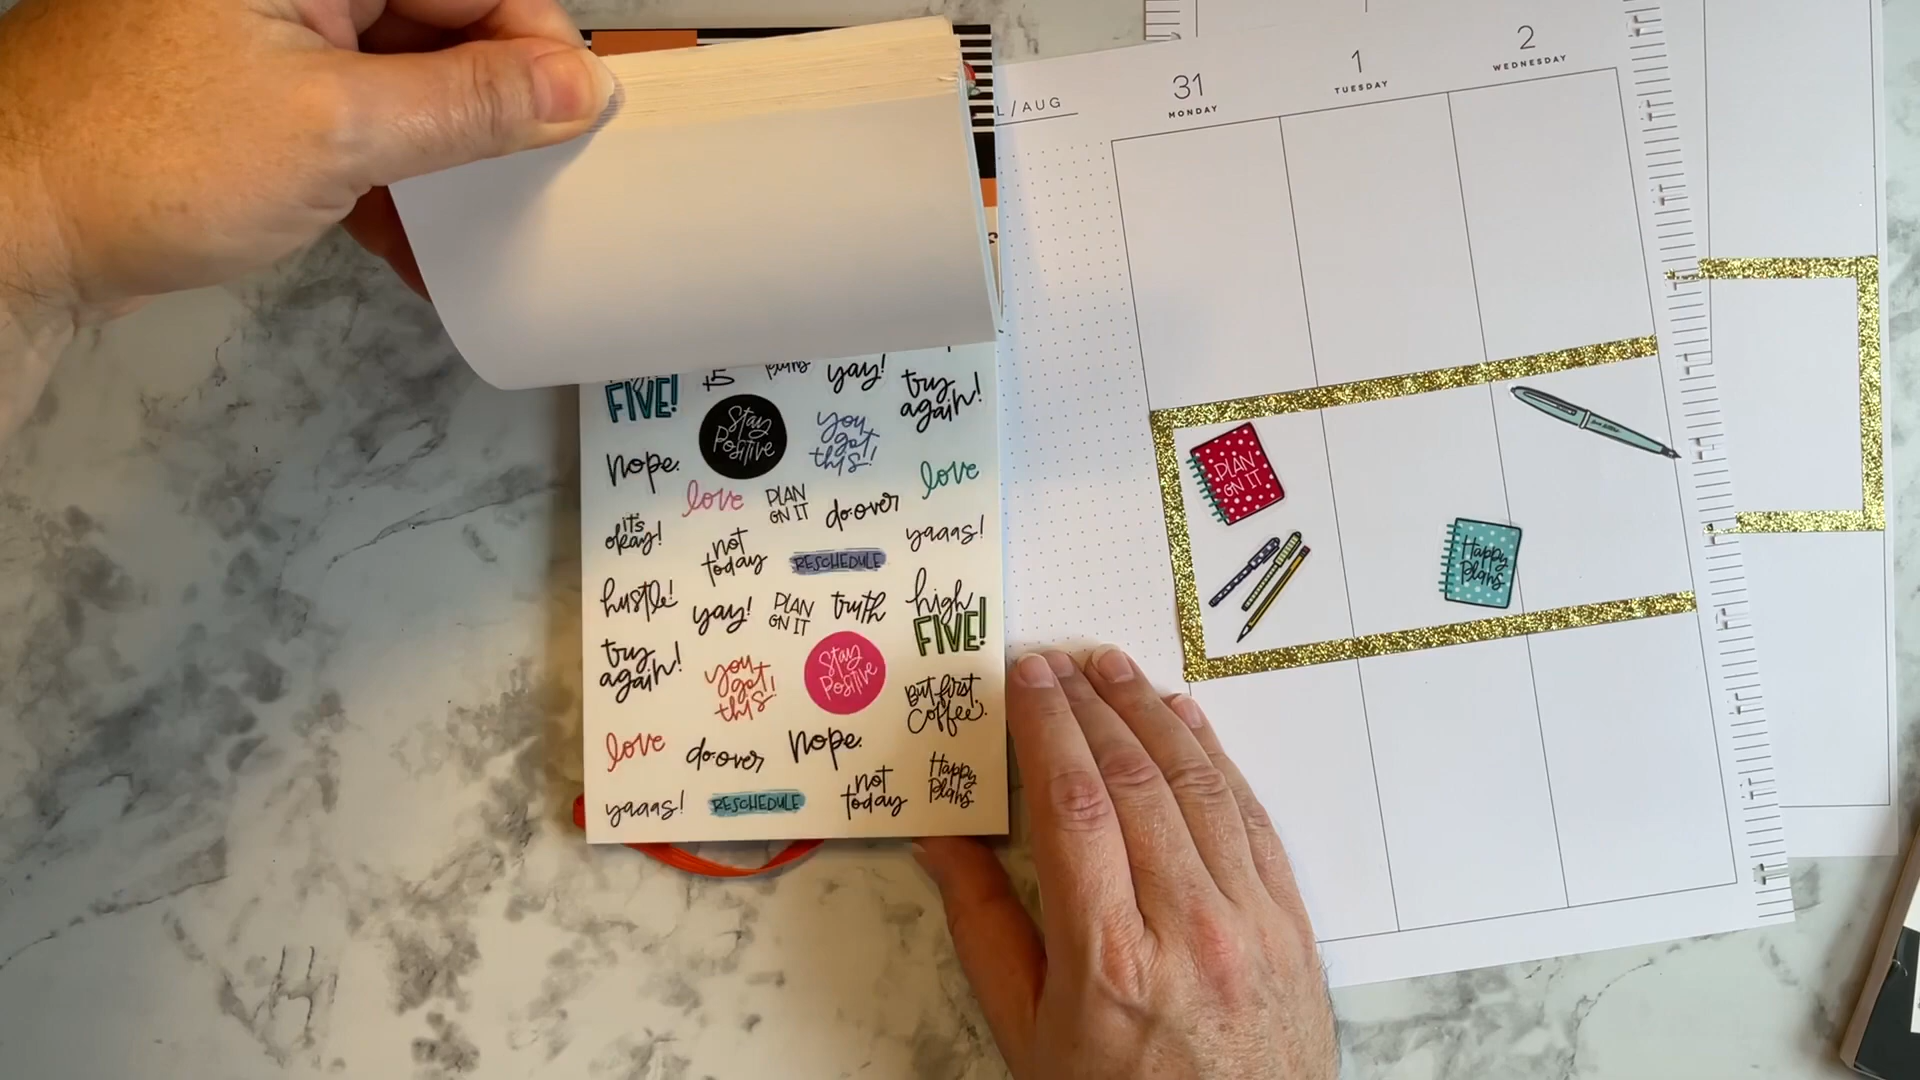 FIVE!
yay!
try
again!
Stay
Positive
you
got
this!
nope.
love
PLAN
ON IT
do-over
love
it's
okay!
not
today
RESCHEDULE
yaaas!
hustle!
yay!
PLAN
ON IT
truth
high
FIVE!
try
again!
you
got
this!
Stay
Positive
But first,
Coffee.
love
do-over
nope.
Happy
Plans
yaaas!
RESCHEDULE
not
today
/AUG
31
MONDAY
1
TUESDAY
2
WEDNESDAY
PLAN
ON IT
Happy
Plans